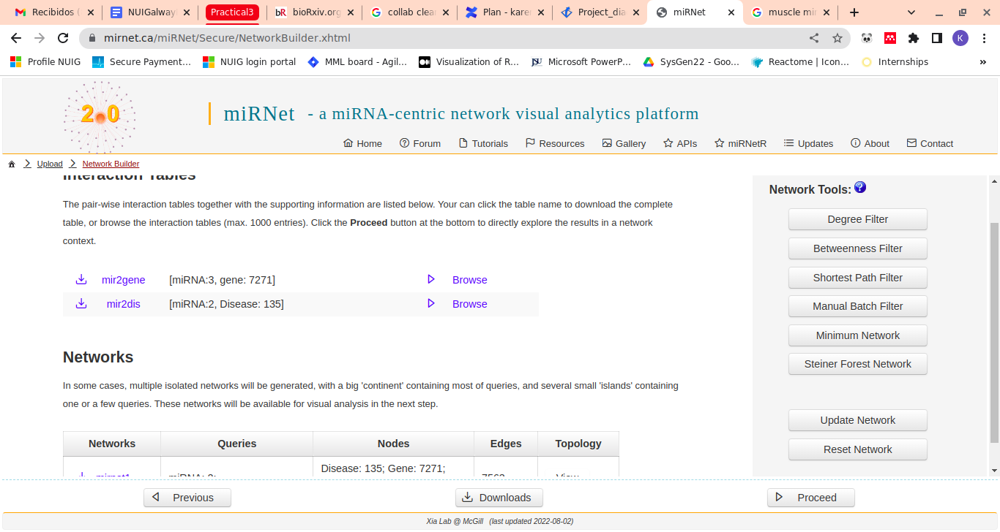 Recibidos (
NUIGalway
Practical3
bioRxiv.org
collab clea
Plan - kare
Project_dia
miRNet
muscle mi
mirnet.ca/miRNet/Secure/NetworkBuilder.xhtml
K
Profile NUIG
Secure Payment...
NUIG login portal
MML board - Agil...
Visualization of R...
Microsoft PowerP...
SysGen22 - Goo...
Reactome | Icon...
Internships
»
2.0
miRNet - a miRNA-centric network visual analytics platform
Home Forum Tutorials Resources Gallery APIs miRNetR Updates About Contact
Upload Network Builder
Interaction Tables
The pair-wise interaction tables together with the supporting information are listed below. Your can click the table name to download the complete
table, or browse the interaction tables (max. 1000 entries). Click the Proceed button at the bottom to directly explore the results in a network
context.
mir2gene [miRNA:3, gene: 7271] Browse
mir2dis [miRNA:2, Disease: 135] Browse
Networks
In some cases, multiple isolated networks will be generated, with a big 'continent' containing most of queries, and several small 'islands' containing
one or a few queries. These networks will be available for visual analysis in the next step.
Networks Queries Nodes Edges Topology
Disease: 135; Gene: 7271;
mirnet1 miRNA: 3; 7563 View
Network Tools: ?
Degree Filter
Betweenness Filter
Shortest Path Filter
Manual Batch Filter
Minimum Network
Steiner Forest Network
Update Network
Reset Network
Previous Downloads Proceed
Xia Lab @ McGill (last updated 2022-08-02)